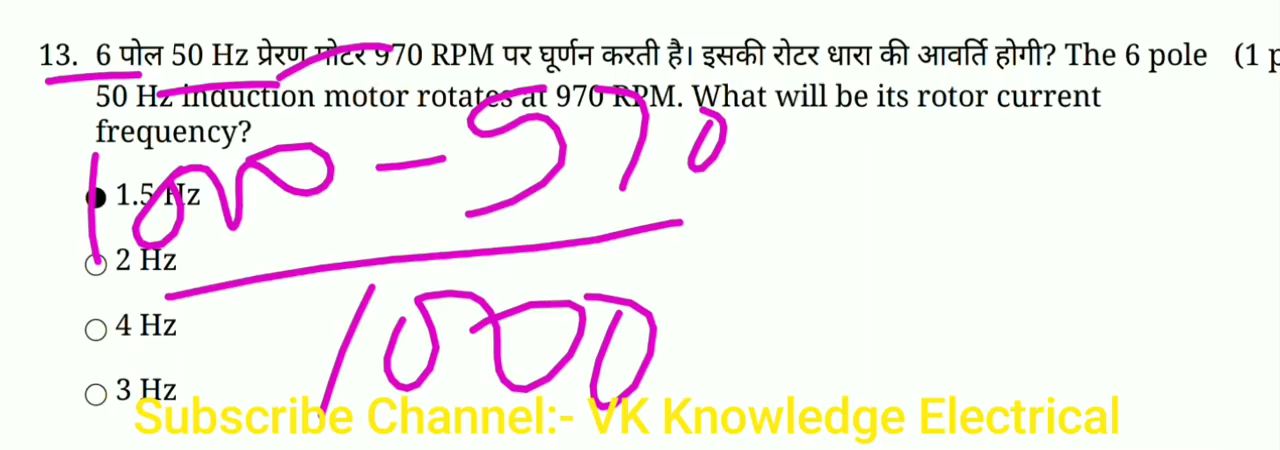 13. 6 पोल 50 Hz प्रेरण मोटर 970 RPM पर घूर्णन करती है। इसकी रोटर धारा की आवर्ति होगी? The 6 pole (1 p
50 Hz induction motor rotates at 970 RPM. What will be its rotor current
frequency?
1000 - 970
1.5 Hz
2 Hz
1000
4 Hz
3 Hz
Subscribe Channel:- VK Knowledge Electrical